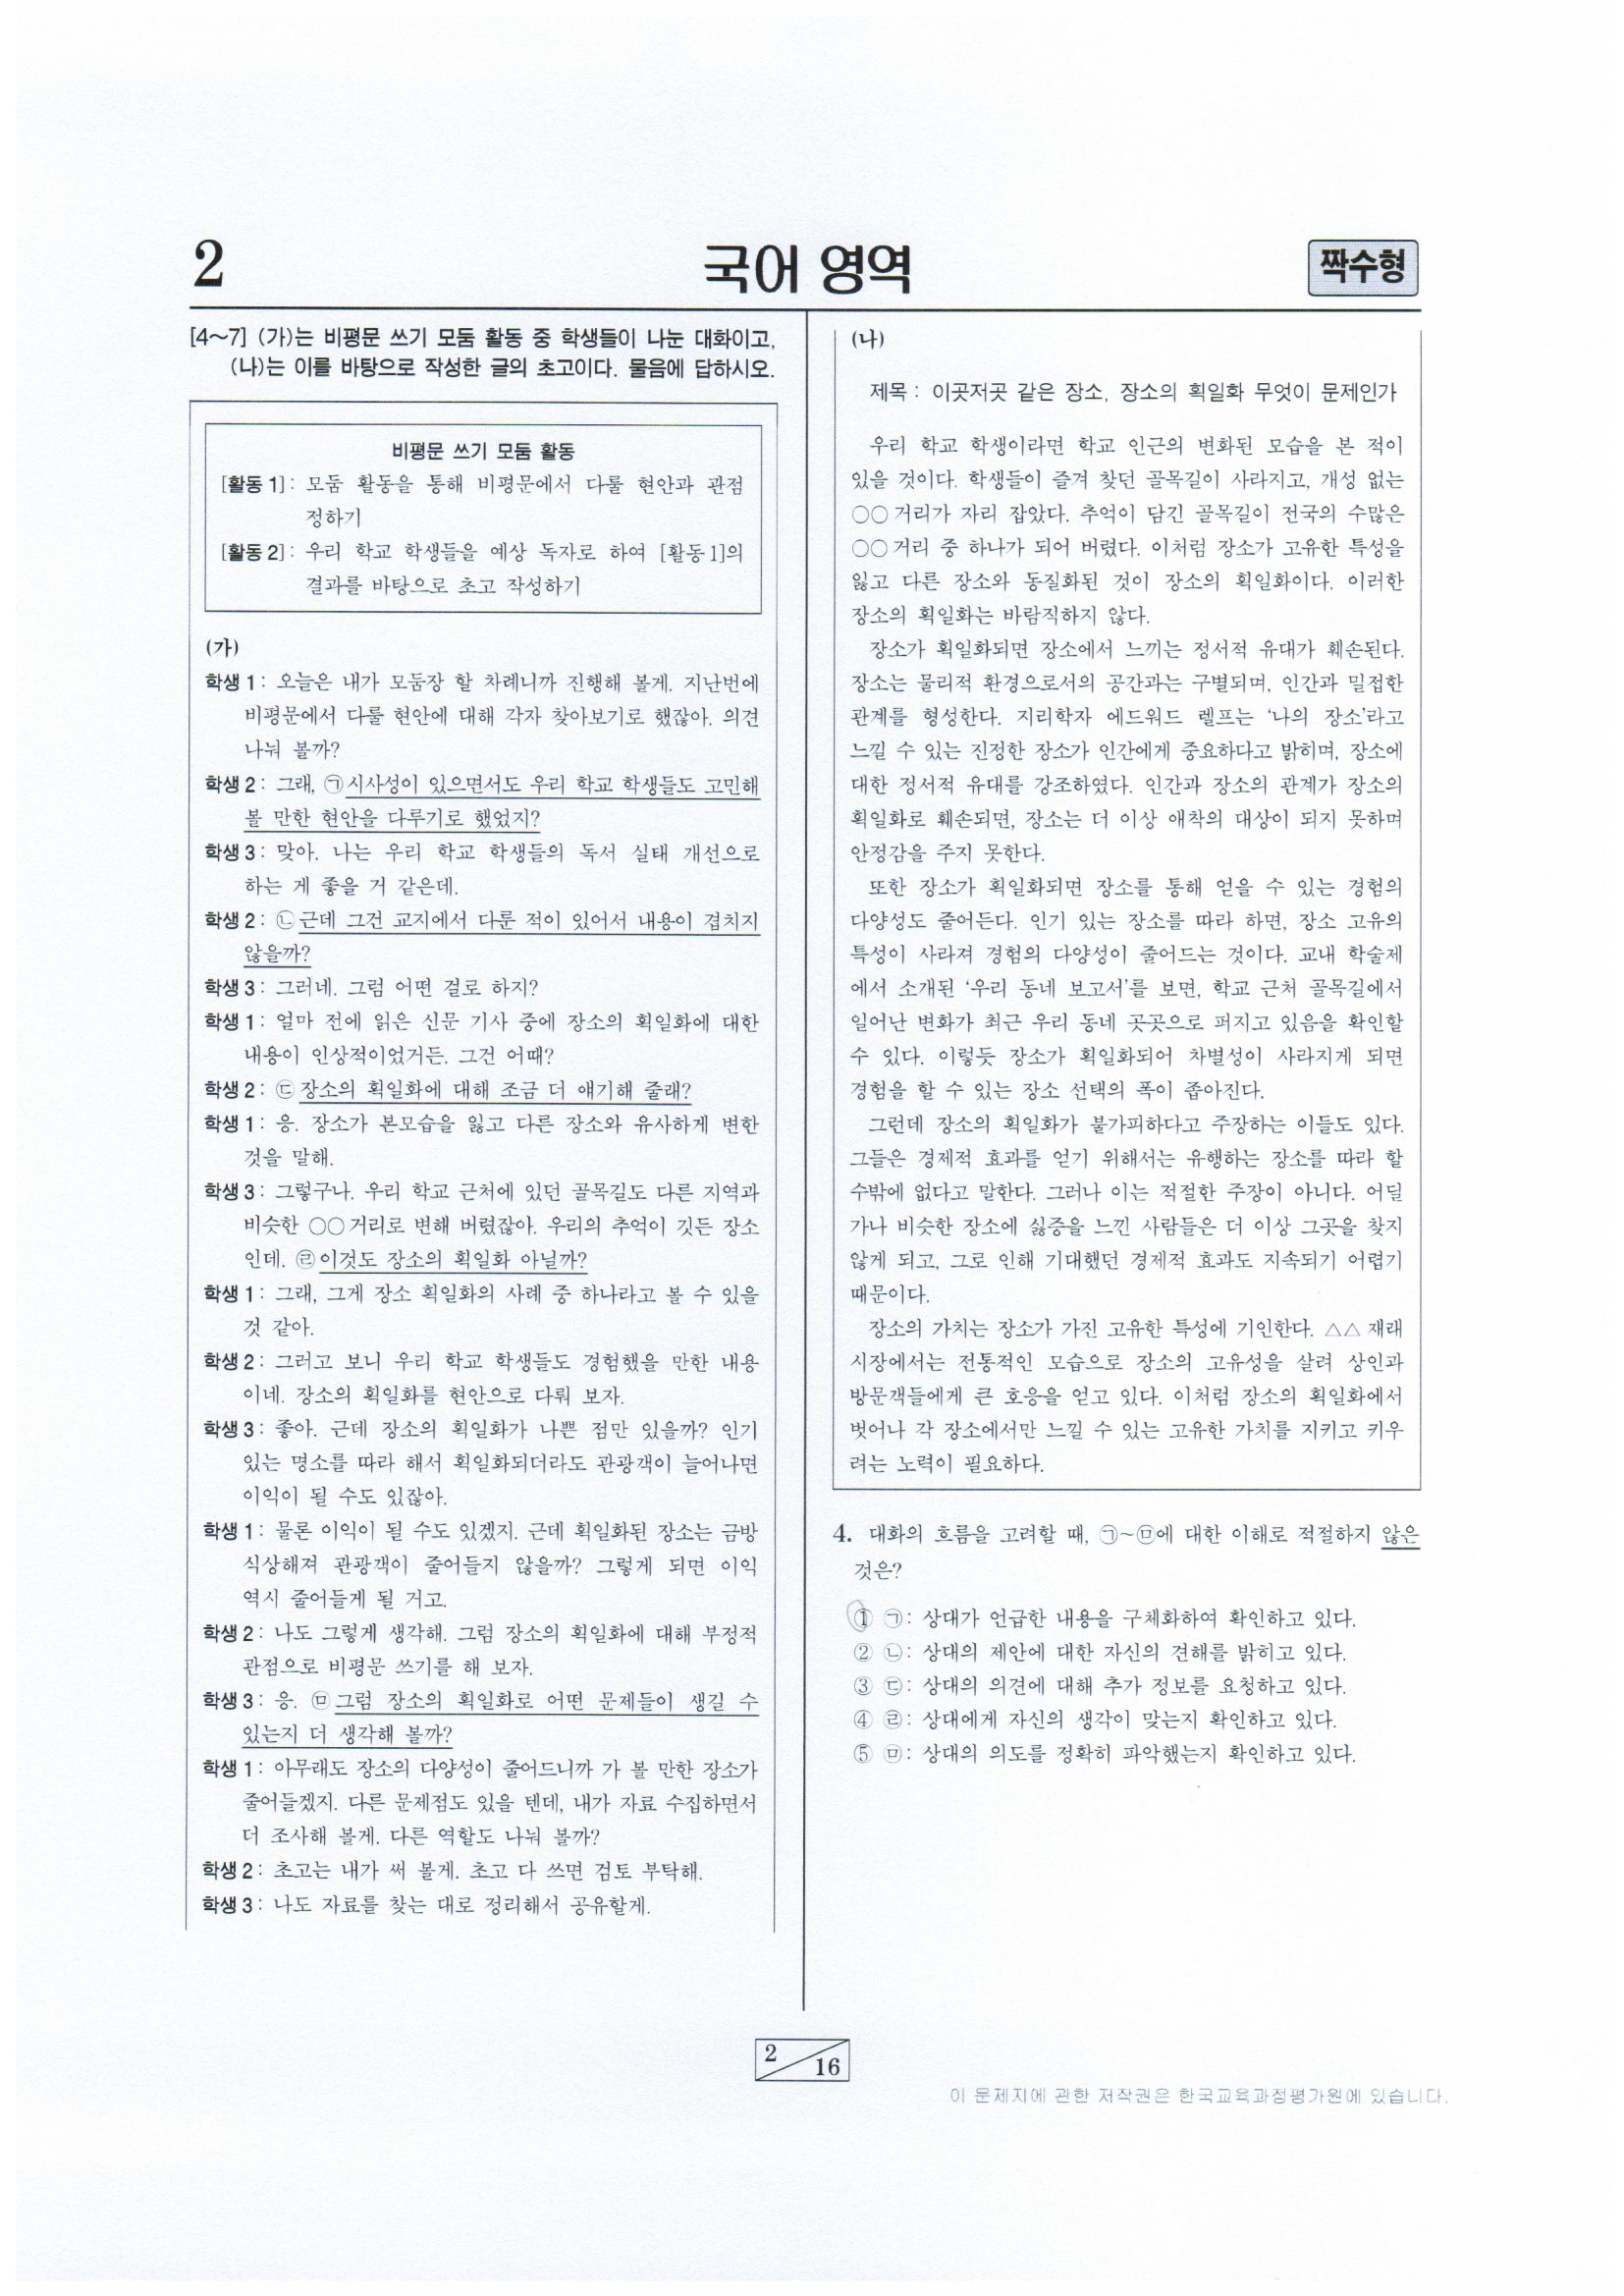 2
국어 영역
짝수형
[4~7] (가)는 비평문 쓰기 모둠 활동 중 학생들이 나눈 대화이고,
(나)는 이를 바탕으로 작성한 글의 초고이다. 물음에 답하시오.
비평문 쓰기 모둠 활동
[활동 1]: 모둠 활동을 통해 비평문에서 다룰 현안과 관점
정하기
[활동 2]: 우리 학교 학생들을 예상 독자로 하여 [활동 1]의
결과를 바탕으로 초고 작성하기
(가)
학생 1: 오늘은 내가 모둠장 할 차례니까 진행해 볼게. 지난번에
비평문에서 다룰 현안에 대해 각자 찾아보기로 했잖아. 의견
나눠 볼까?
학생 2: 그래, ㉠시사성이 있으면서도 우리 학교 학생들도 고민해
볼 만한 현안을 다루기로 했었지?
학생 3: 맞아. 나는 우리 학교 학생들의 독서 실태 개선으로
하는 게 좋을 거 같은데.
학생 2: ㉡근데 그건 교지에서 다룬 적이 있어서 내용이 겹치지
않을까?
학생 3: 그러네. 그럼 어떤 걸로 하지?
학생 1: 얼마 전에 읽은 신문 기사 중에 장소의 획일화에 대한
내용이 인상적이었거든. 그건 어때?
학생 2: ㉢장소의 획일화에 대해 조금 더 얘기해 줄래?
학생 1: 응. 장소가 본모습을 잃고 다른 장소와 유사하게 변한
것을 말해.
학생 3: 그렇구나. 우리 학교 근처에 있던 골목길도 다른 지역과
비슷한 ○○거리로 변해 버렸잖아. 우리의 추억이 깃든 장소
인데. ㉣이것도 장소의 획일화 아닐까?
학생 1: 그래, 그게 장소 획일화의 사례 중 하나라고 볼 수 있을
것 같아.
학생 2: 그러고 보니 우리 학교 학생들도 경험했을 만한 내용
이네. 장소의 획일화를 현안으로 다뤄 보자.
학생 3: 좋아. 근데 장소의 획일화가 나쁜 점만 있을까? 인기
있는 명소를 따라 해서 획일화되더라도 관광객이 늘어나면
이익이 될 수도 있잖아.
학생 1: 물론 이익이 될 수도 있겠지. 근데 획일화된 장소는 금방
식상해져 관광객이 줄어들지 않을까? 그렇게 되면 이익
역시 줄어들게 될 거고.
학생 2: 나도 그렇게 생각해. 그럼 장소의 획일화에 대해 부정적
관점으로 비평문 쓰기를 해 보자.
학생 3: 응. ㉤그럼 장소의 획일화로 어떤 문제들이 생길 수
있는지 더 생각해 볼까?
학생 1: 아무래도 장소의 다양성이 줄어드니까 가 볼 만한 장소가
줄어들겠지. 다른 문제점도 있을 텐데, 내가 자료 수집하면서
더 조사해 볼게. 다른 역할도 나눠 볼까?
학생 2: 초고는 내가 써 볼게. 초고 다 쓰면 검토 부탁해.
학생 3: 나도 자료를 찾는 대로 정리해서 공유할게.
(나)
제목 : 이곳저곳 같은 장소, 장소의 획일화 무엇이 문제인가
우리 학교 학생이라면 학교 인근의 변화된 모습을 본 적이
있을 것이다. 학생들이 즐겨 찾던 골목길이 사라지고, 개성 없는
○○거리가 자리 잡았다. 추억이 담긴 골목길이 전국의 수많은
○○거리 중 하나가 되어 버렸다. 이처럼 장소가 고유한 특성을
잃고 다른 장소와 동질화된 것이 장소의 획일화이다. 이러한
장소의 획일화는 바람직하지 않다.
장소가 획일화되면 장소에서 느끼는 정서적 유대가 훼손된다.
장소는 물리적 환경으로서의 공간과는 구별되며, 인간과 밀접한
관계를 형성한다. 지리학자 에드워드 렐프는 '나의 장소'라고
느낄 수 있는 진정한 장소가 인간에게 중요하다고 밝히며, 장소에
대한 정서적 유대를 강조하였다. 인간과 장소의 관계가 장소의
획일화로 훼손되면, 장소는 더 이상 애착의 대상이 되지 못하며
안정감을 주지 못한다.
또한 장소가 획일화되면 장소를 통해 얻을 수 있는 경험의
다양성도 줄어든다. 인기 있는 장소를 따라 하면, 장소 고유의
특성이 사라져 경험의 다양성이 줄어드는 것이다. 교내 학술제
에서 소개된 '우리 동네 보고서'를 보면, 학교 근처 골목길에서
일어난 변화가 최근 우리 동네 곳곳으로 퍼지고 있음을 확인할
수 있다. 이렇듯 장소가 획일화되어 차별성이 사라지게 되면
경험을 할 수 있는 장소 선택의 폭이 좁아진다.
그런데 장소의 획일화가 불가피하다고 주장하는 이들도 있다.
그들은 경제적 효과를 얻기 위해서는 유행하는 장소를 따라 할
수밖에 없다고 말한다. 그러나 이는 적절한 주장이 아니다. 어딜
가나 비슷한 장소에 싫증을 느낀 사람들은 더 이상 그곳을 찾지
않게 되고, 그로 인해 기대했던 경제적 효과도 지속되기 어렵기
때문이다.
장소의 가치는 장소가 가진 고유한 특성에 기인한다. △△ 재래
시장에서는 전통적인 모습으로 장소의 고유성을 살려 상인과
방문객들에게 큰 호응을 얻고 있다. 이처럼 장소의 획일화에서
벗어나 각 장소에서만 느낄 수 있는 고유한 가치를 지키고 키우
려는 노력이 필요하다.
4. 대화의 흐름을 고려할 때, ㉠~㉤에 대한 이해로 적절하지 않은
것은?
① ㉠: 상대가 언급한 내용을 구체화하여 확인하고 있다.
② ㉡: 상대의 제안에 대한 자신의 견해를 밝히고 있다.
③ ㉢: 상대의 의견에 대해 추가 정보를 요청하고 있다.
④ ㉣: 상대에게 자신의 생각이 맞는지 확인하고 있다.
⑤ ㉤: 상대의 의도를 정확히 파악했는지 확인하고 있다.
2
16
이 문제지에 관한 저작권은 한국교육과정평가원에 있습니다.